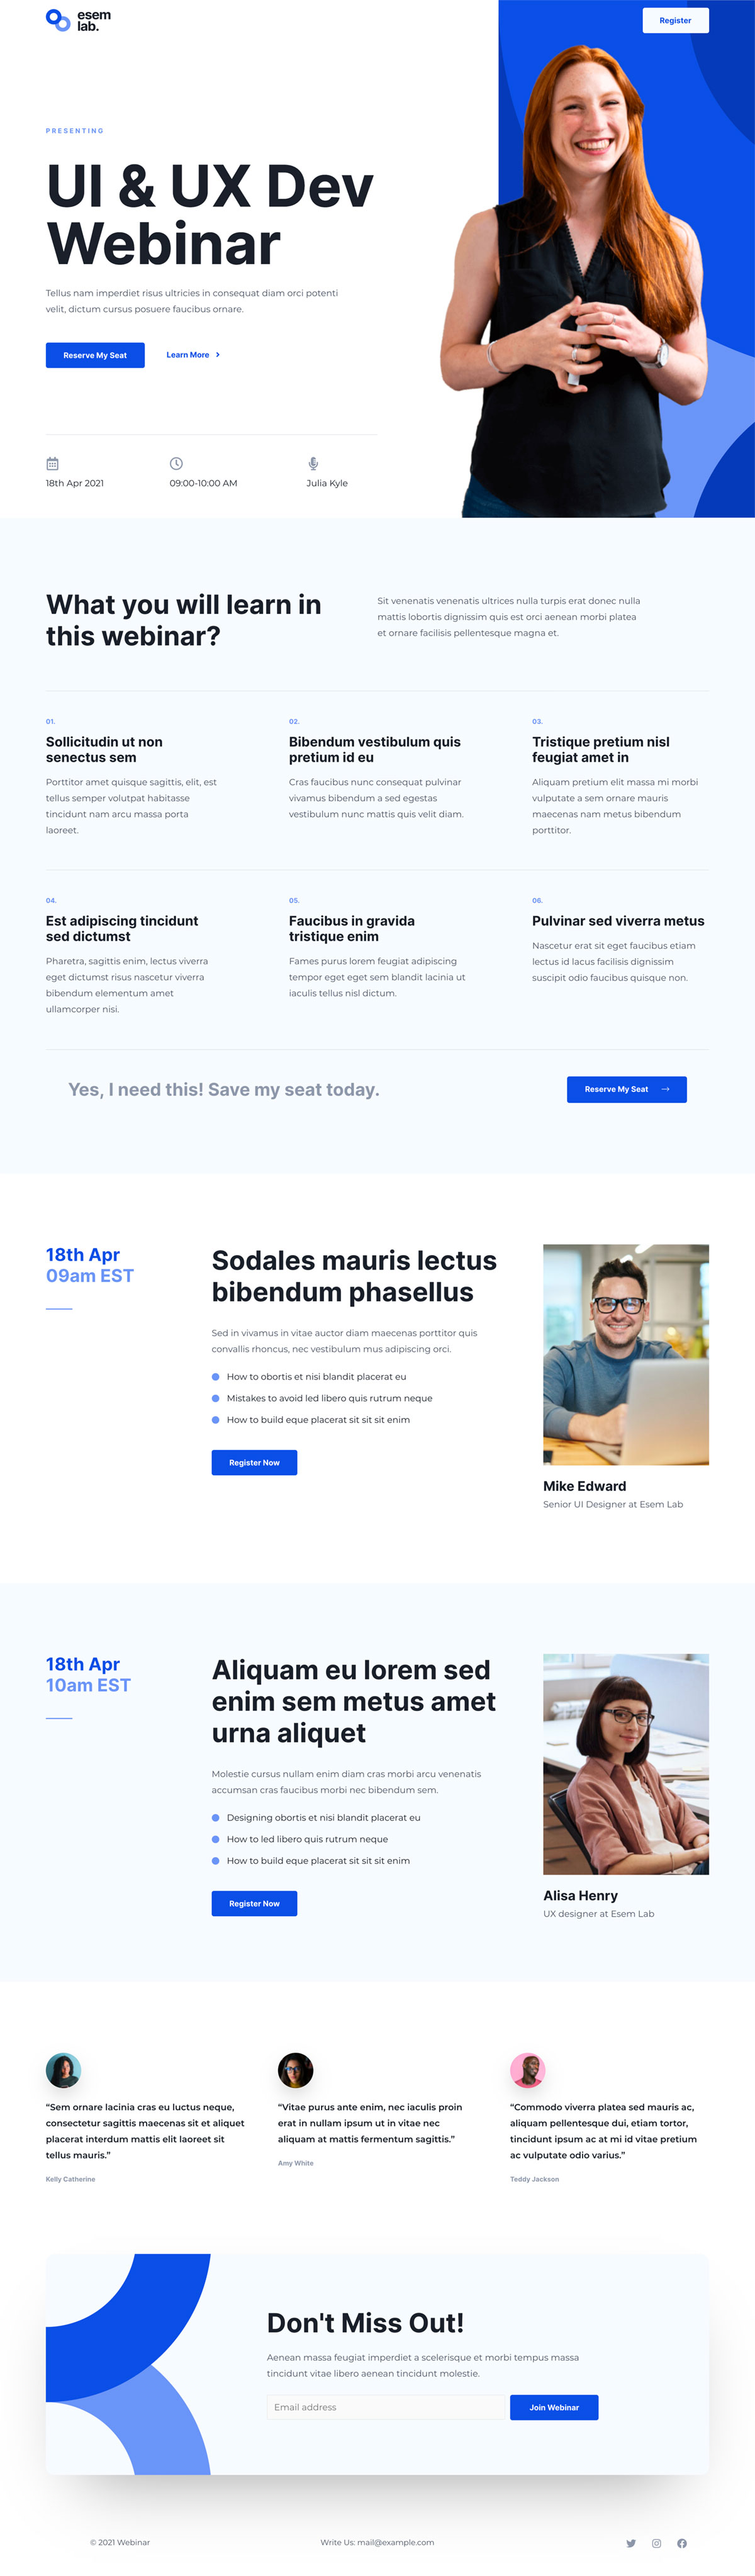 esem
lab.
Register
PRESENTING
UI & UX Dev
Webinar
Tellus nam imperdiet risus ultricies in consequat diam orci potenti
velit, dictum cursus posuere faucibus ornare.
Reserve My Seat
Learn More
18th Apr 2021
09:00-10:00 AM
Julia Kyle
What you will learn in
this webinar?
Sit venenatis venenatis ultrices nulla turpis erat donec nulla
mattis lobortis dignissim quis est orci aenean morbi platea
et ornare facilisis pellentesque magna et.
01.
Sollicitudin ut non
senectus sem
Porttitor amet quisque sagittis, elit, est
tellus semper volutpat habitasse
tincidunt nam arcu massa porta
laoreet.
02.
Bibendum vestibulum quis
pretium id eu
Cras faucibus nunc consequat pulvinar
vivamus bibendum a sed egestas
vestibulum nunc mattis quis velit diam.
03.
Tristique pretium nisl
feugiat amet in
Aliquam pretium elit massa mi morbi
vulputate a sem ornare mauris
maecenas nam metus bibendum
porttitor.
04.
Est adipiscing tincidunt
sed dictumst
Pharetra, sagittis enim, lectus viverra
eget dictumst risus nascetur viverra
bibendum elementum amet
ullamcorper nisi.
05.
Faucibus in gravida
tristique enim
Fames purus lorem feugiat adipiscing
tempor eget eget sem blandit lacinia ut
iaculis tellus nisl dictum.
06.
Pulvinar sed viverra metus
Nascetur erat sit eget faucibus etiam
lectus id lacus facilisis dignissim
suscipit odio faucibus quisque non.
Yes, I need this! Save my seat today.
Reserve My Seat
18th Apr
09am EST
Sodales mauris lectus
bibendum phasellus
Sed in vivamus in vitae auctor diam maecenas porttitor quis
convallis rhoncus, nec vestibulum mus adipiscing orci.
How to obortis et nisi blandit placerat eu
Mistakes to avoid led libero quis rutrum neque
How to build eque placerat sit sit sit enim
Register Now
Mike Edward
Senior UI Designer at Esem Lab
18th Apr
10am EST
Aliquam eu lorem sed
enim sem metus amet
urna aliquet
Molestie cursus nullam enim diam cras morbi arcu venenatis
accumsan cras faucibus morbi nec bibendum sem.
Designing obortis et nisi blandit placerat eu
How to led libero quis rutrum neque
How to build eque placerat sit sit sit enim
Register Now
Alisa Henry
UX designer at Esem Lab
“Sem ornare lacinia cras eu luctus neque,
consectetur sagittis maecenas sit et aliquet
placerat interdum mattis elit laoreet sit
tellus mauris.”
Kelly Catherine
“Vitae purus ante enim, nec iaculis proin
erat in nullam ipsum ut in vitae nec
aliquam at mattis fermentum sagittis.”
Amy White
“Commodo viverra platea sed mauris ac,
aliquam pellentesque dui, etiam tortor,
tincidunt ipsum ac at mi id vitae pretium
ac vulputate odio varius.”
Teddy Jackson
Don't Miss Out!
Aenean massa feugiat imperdiet a scelerisque et morbi tempus massa
tincidunt vitae libero aenean tincidunt molestie.
Email address
Join Webinar
© 2021 Webinar
Write Us: mail@example.com